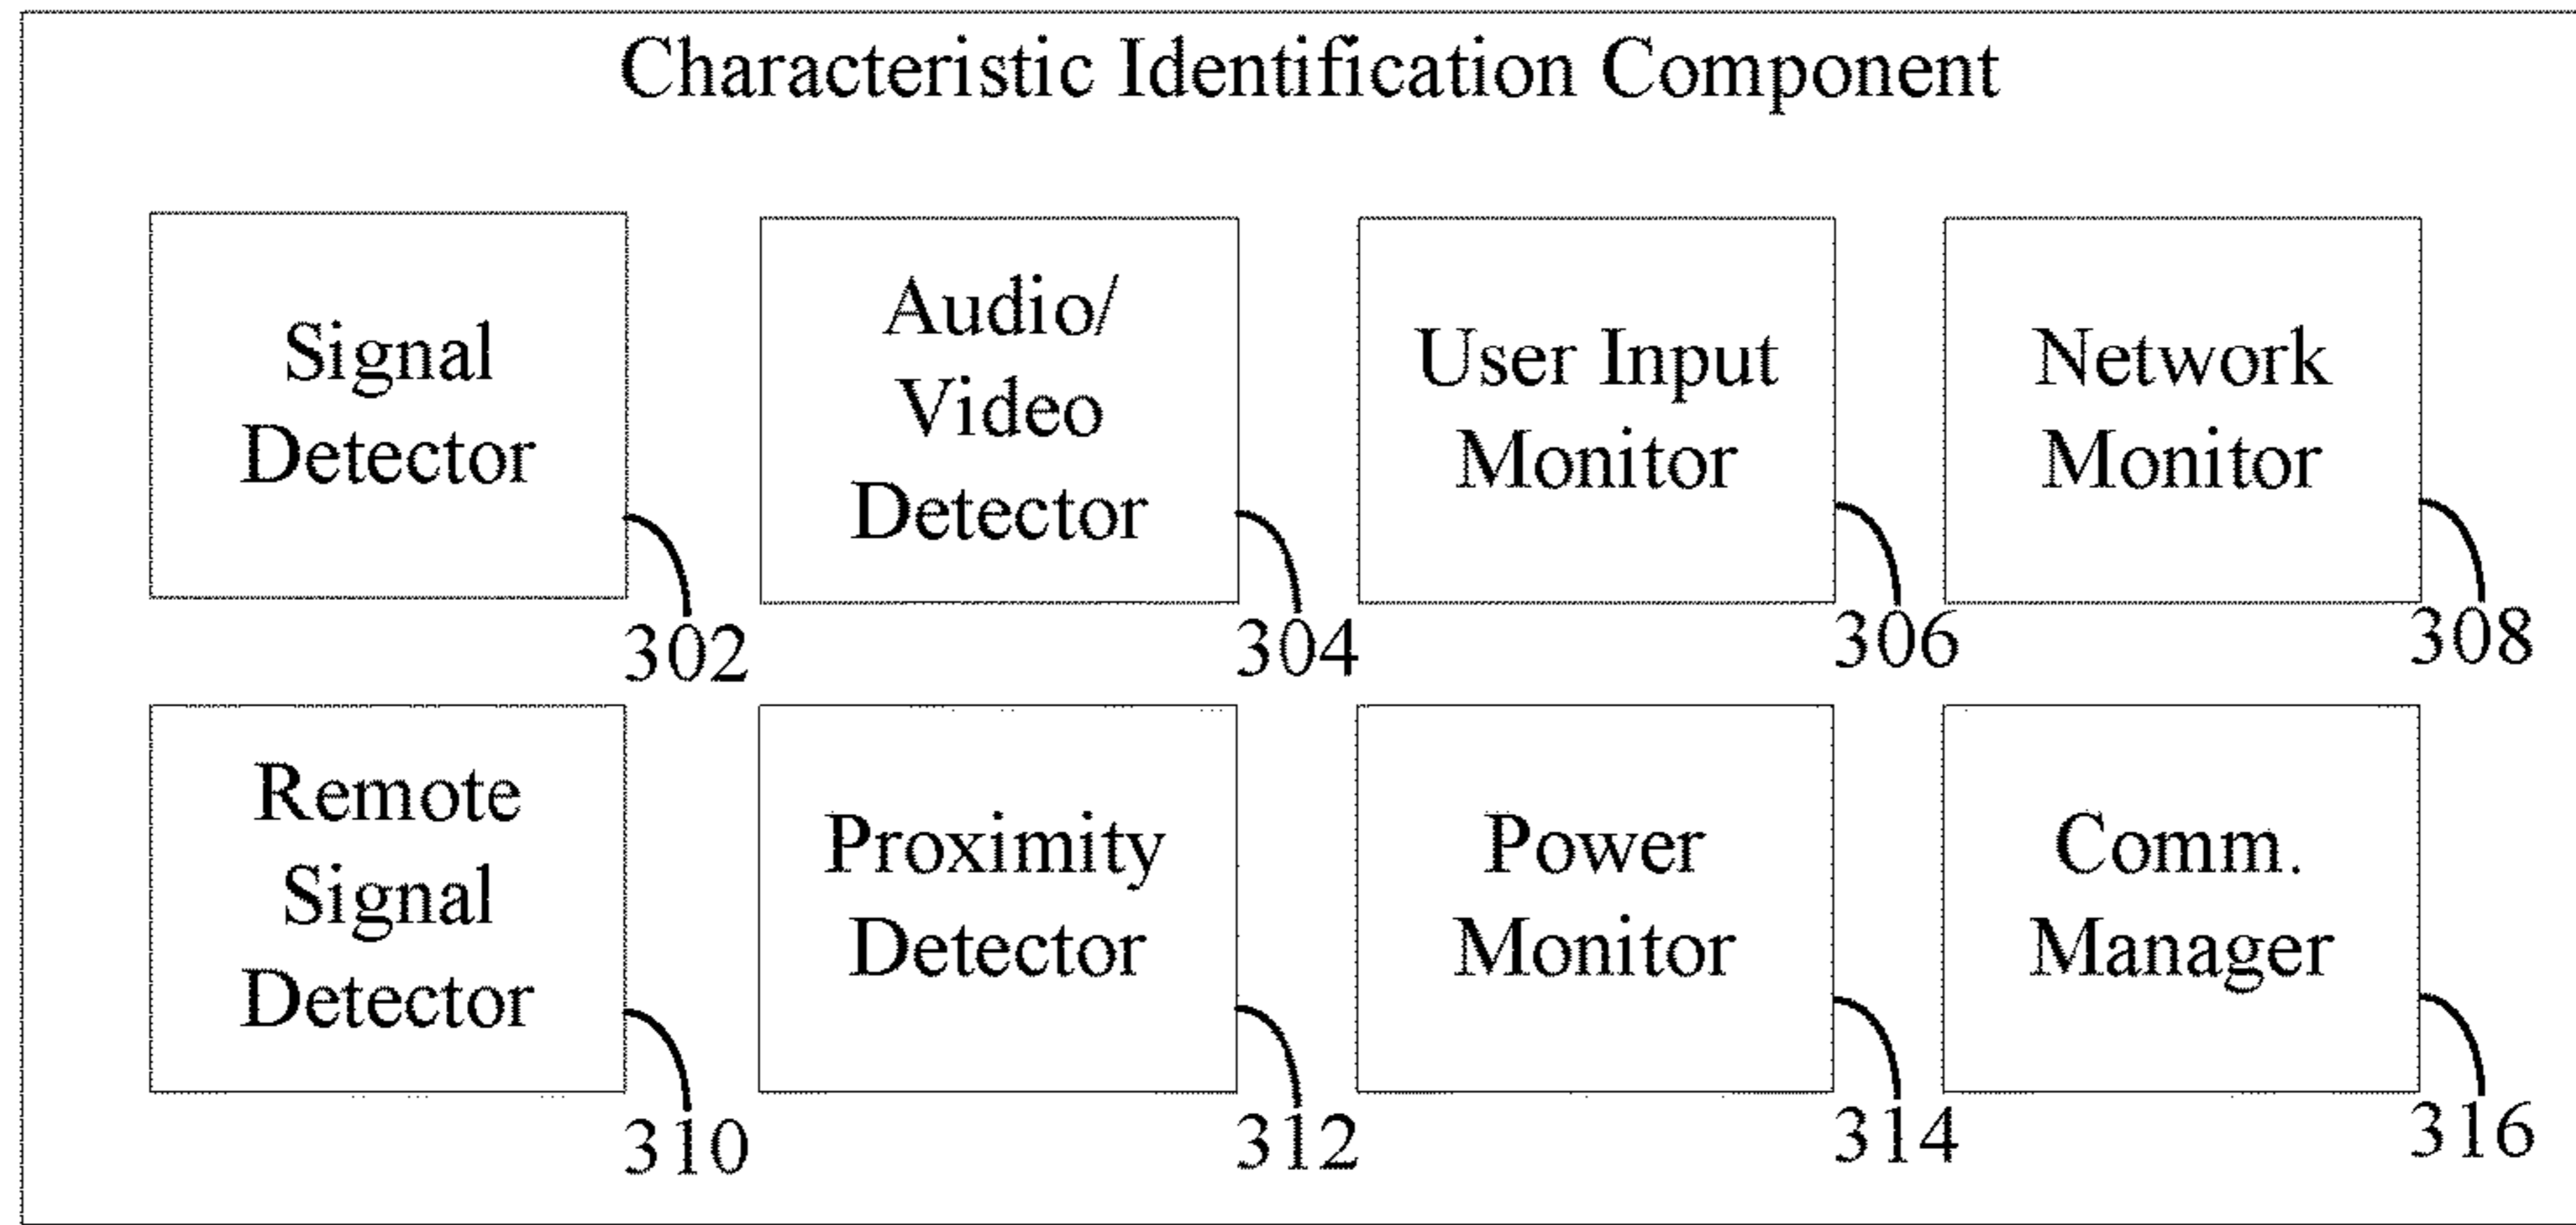 Characteristic Identification Component
Signal
Detector
302
Audio/
Video
Detector
304
User Input
Monitor
306
Network
Monitor
308
Remote
Signal
Detector
310
Proximity
Detector
312
Power
Monitor
314
Comm.
Manager
316